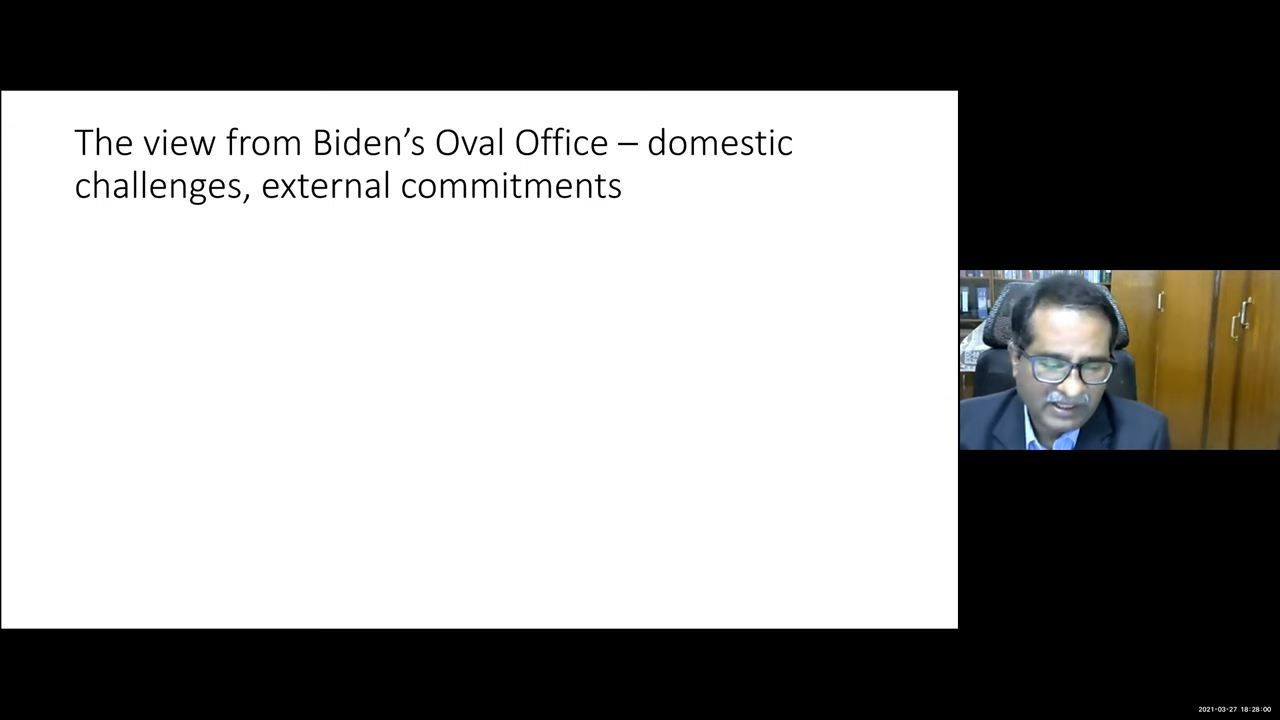 The view from Biden’s Oval Office – domestic
challenges, external commitments
2021-03-27 18:28:00